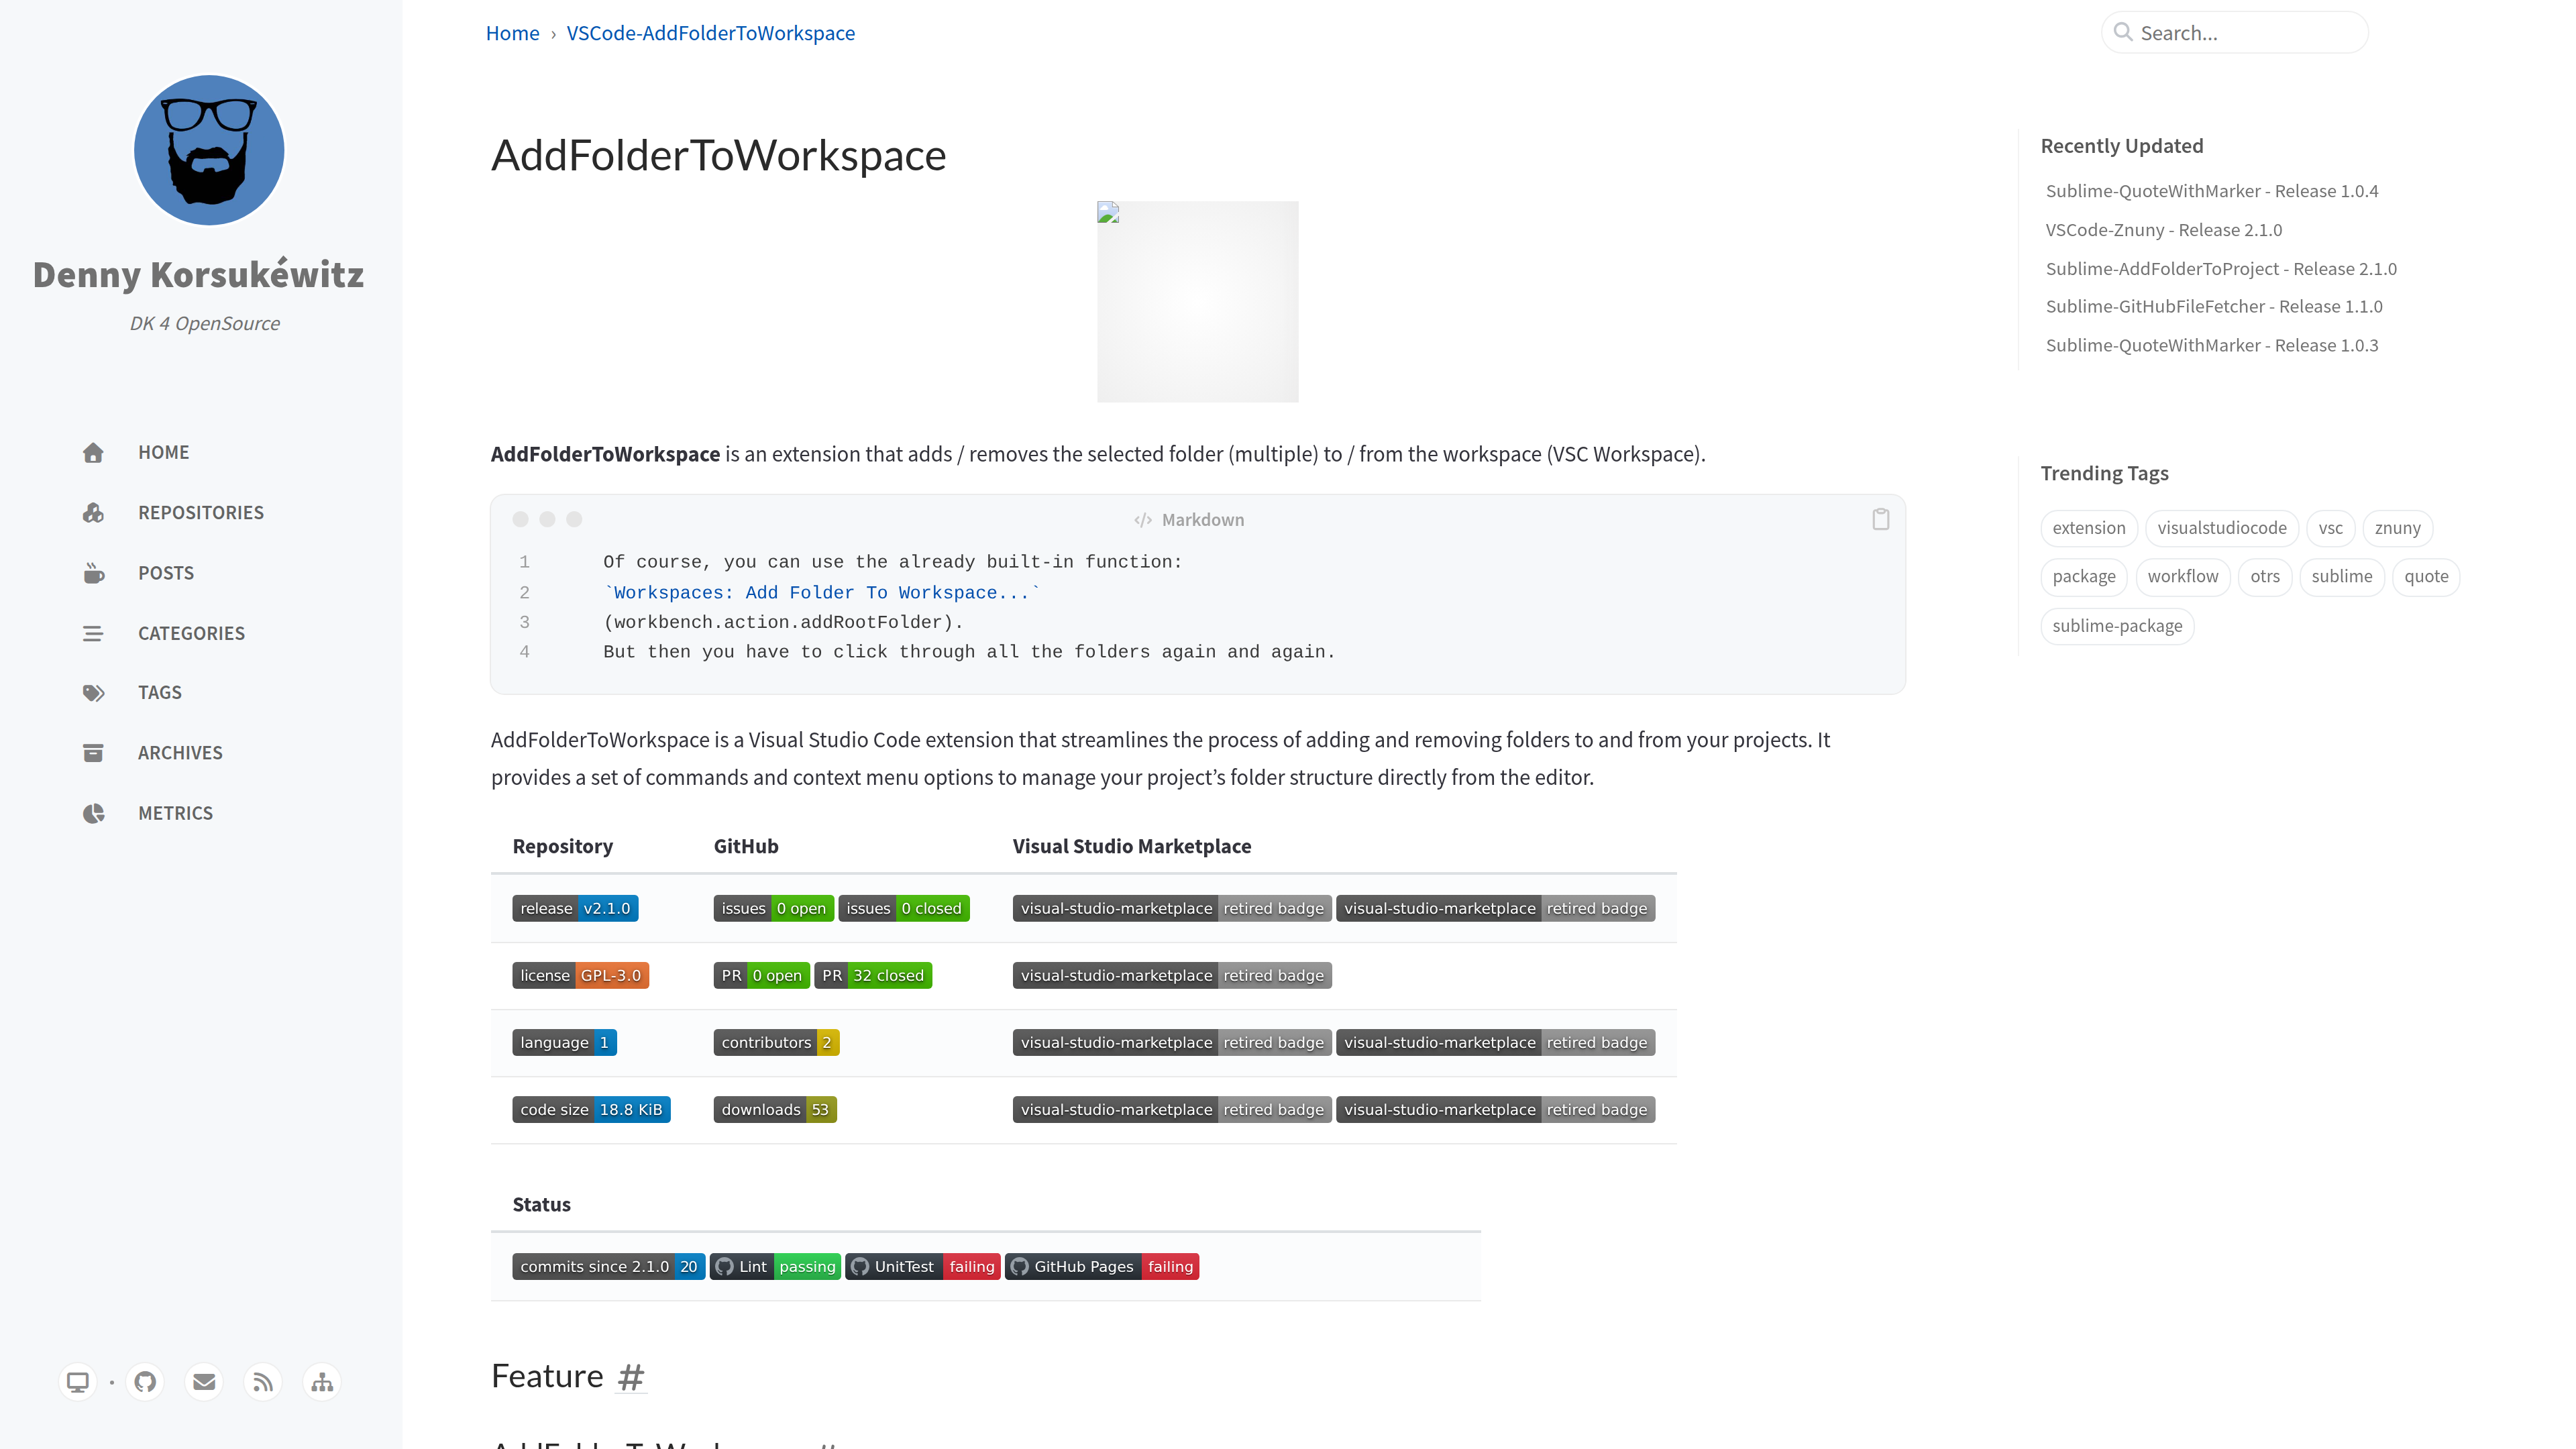 Denny Korsukéwitz
DK 4 OpenSource
HOME
REPOSITORIES
POSTS
CATEGORIES
TAGS
ARCHIVES
METRICS
Home › VSCode-AddFolderToWorkspace
Search...
AddFolderToWorkspace
AddFolderToWorkspace is an extension that adds / removes the selected folder (multiple) to / from the workspace (VSC Workspace).
Markdown
1 Of course, you can use the already built-in function:
2 `Workspaces: Add Folder To Workspace...`
3 (workbench.action.addRootFolder).
4 But then you have to click through all the folders again and again.
AddFolderToWorkspace is a Visual Studio Code extension that streamlines the process of adding and removing folders to and from your projects. It
provides a set of commands and context menu options to manage your project’s folder structure directly from the editor.
Repository GitHub Visual Studio Marketplace
release v2.1.0 issues 0 open issues 0 closed visual-studio-marketplace retired badge visual-studio-marketplace retired badge
license GPL-3.0 PR 0 open PR 32 closed visual-studio-marketplace retired badge
language 1 contributors 2 visual-studio-marketplace retired badge visual-studio-marketplace retired badge
code size 18.8 KiB downloads 53 visual-studio-marketplace retired badge visual-studio-marketplace retired badge
Status
commits since 2.1.0 20 Lint passing UnitTest failing GitHub Pages failing
Feature #
Recently Updated
Sublime-QuoteWithMarker - Release 1.0.4
VSCode-Znuny - Release 2.1.0
Sublime-AddFolderToProject - Release 2.1.0
Sublime-GitHubFileFetcher - Release 1.1.0
Sublime-QuoteWithMarker - Release 1.0.3
Trending Tags
extension visualstudiocode vsc znuny
package workflow otrs sublime quote
sublime-package